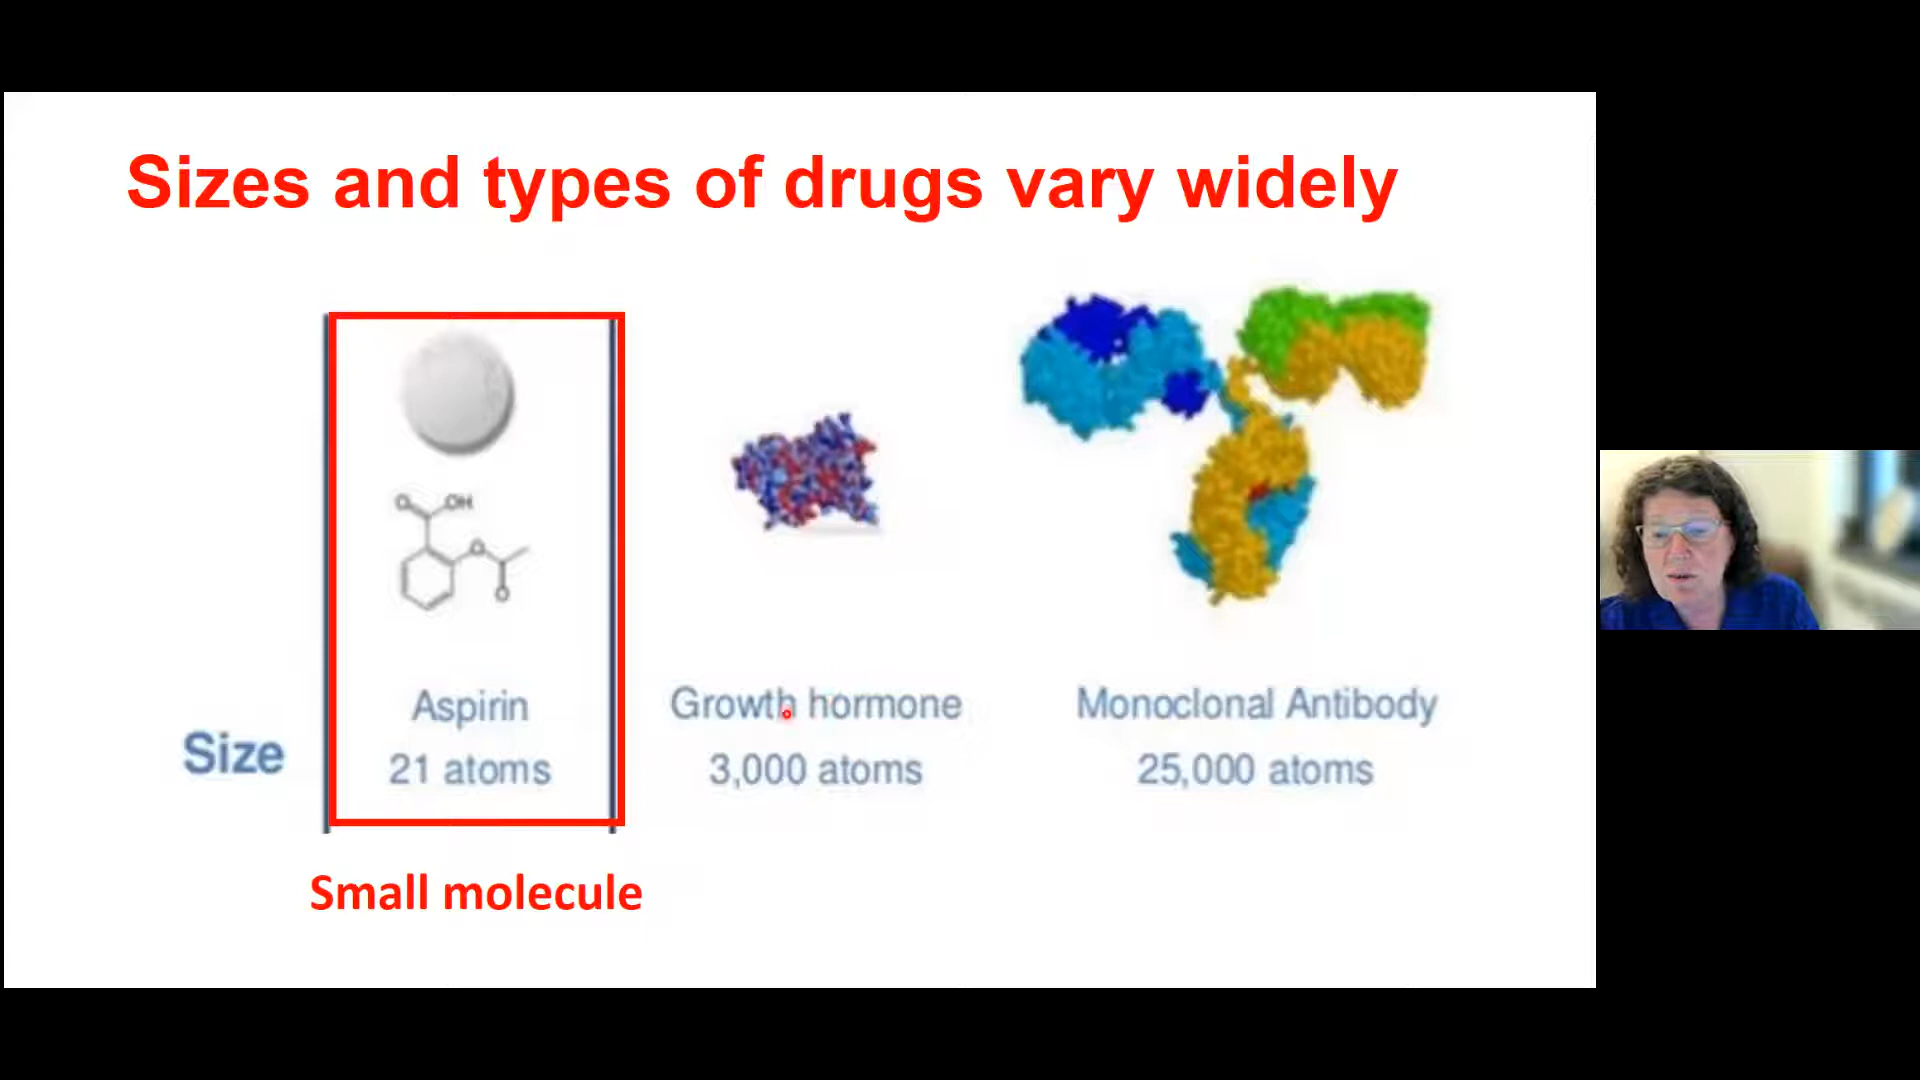 Sizes and types of drugs vary widely
O OH
O
O
Aspirin
Growth hormone
Monoclonal Antibody
Size
21 atoms
3,000 atoms
25,000 atoms
Small molecule